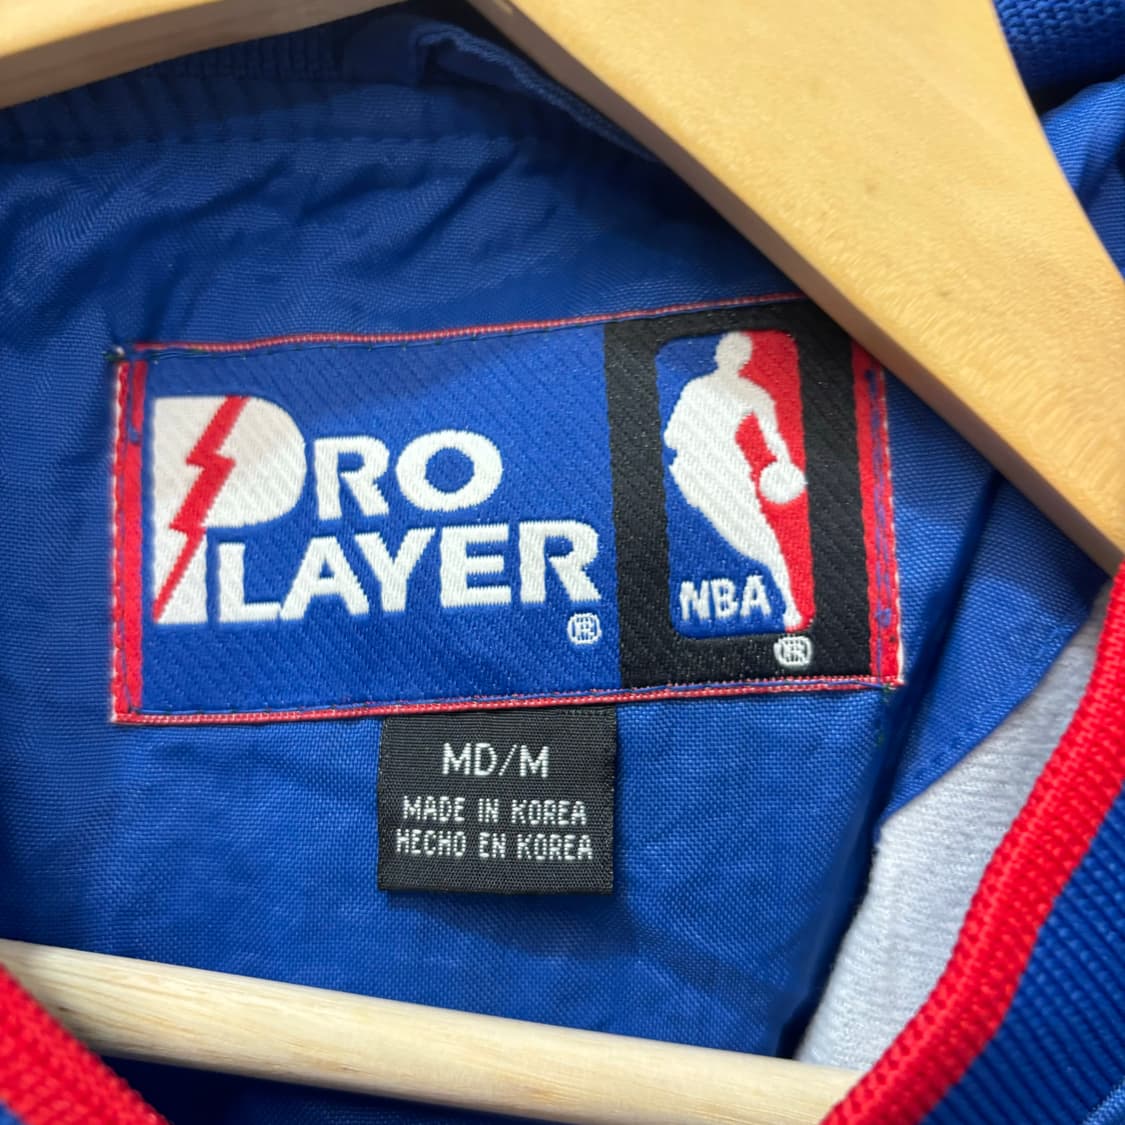 PRO
PLAYER
®
NBA
®
MD/M
MADE IN KOREA
HECHO EN KOREA